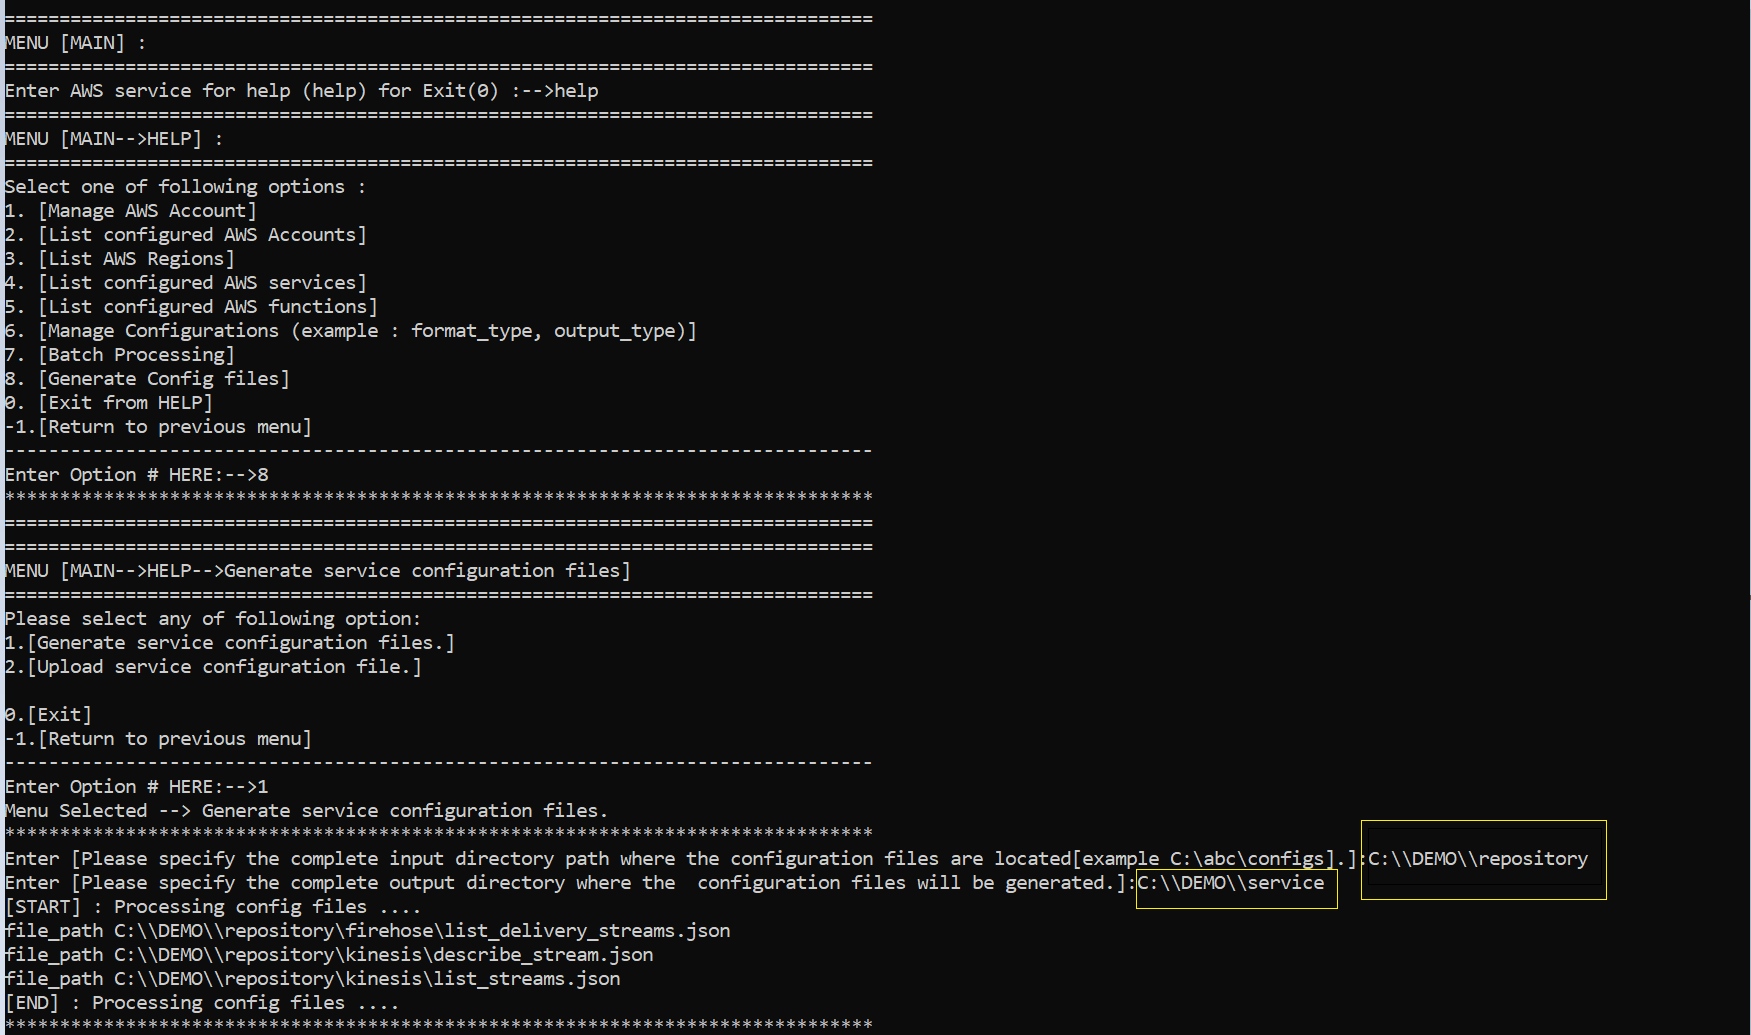 ===============================================================================
MENU [MAIN] :
===============================================================================
Enter AWS service for help (help) for Exit(0) :-->help
===============================================================================
MENU [MAIN-->HELP] :
===============================================================================
Select one of following options :
1. [Manage AWS Account]
2. [List configured AWS Accounts]
3. [List AWS Regions]
4. [List configured AWS services]
5. [List configured AWS functions]
6. [Manage Configurations (example : format_type, output_type)]
7. [Batch Processing]
8. [Generate Config files]
0. [Exit from HELP]
-1.[Return to previous menu]
-------------------------------------------------------------------------------
Enter Option # HERE:-->8
*******************************************************************************
===============================================================================
===============================================================================
MENU [MAIN-->HELP-->Generate service configuration files]
===============================================================================
Please select any of following option:
1.[Generate service configuration files.]
2.[Upload service configuration file.]
0.[Exit]
-1.[Return to previous menu]
-------------------------------------------------------------------------------
Enter Option # HERE:-->1
Menu Selected --> Generate service configuration files.
*******************************************************************************
Enter [Please specify the complete input directory path where the configuration files are located[example C:\abc\configs].]:C:\\DEMO\\repository
Enter [Please specify the complete output directory where the  configuration files will be generated.]:C:\\DEMO\\service
[START] : Processing config files ....
file_path C:\\DEMO\\repository\firehose\list_delivery_streams.json
file_path C:\\DEMO\\repository\kinesis\describe_stream.json
file_path C:\\DEMO\\repository\kinesis\list_streams.json
[END] : Processing config files ....
*******************************************************************************